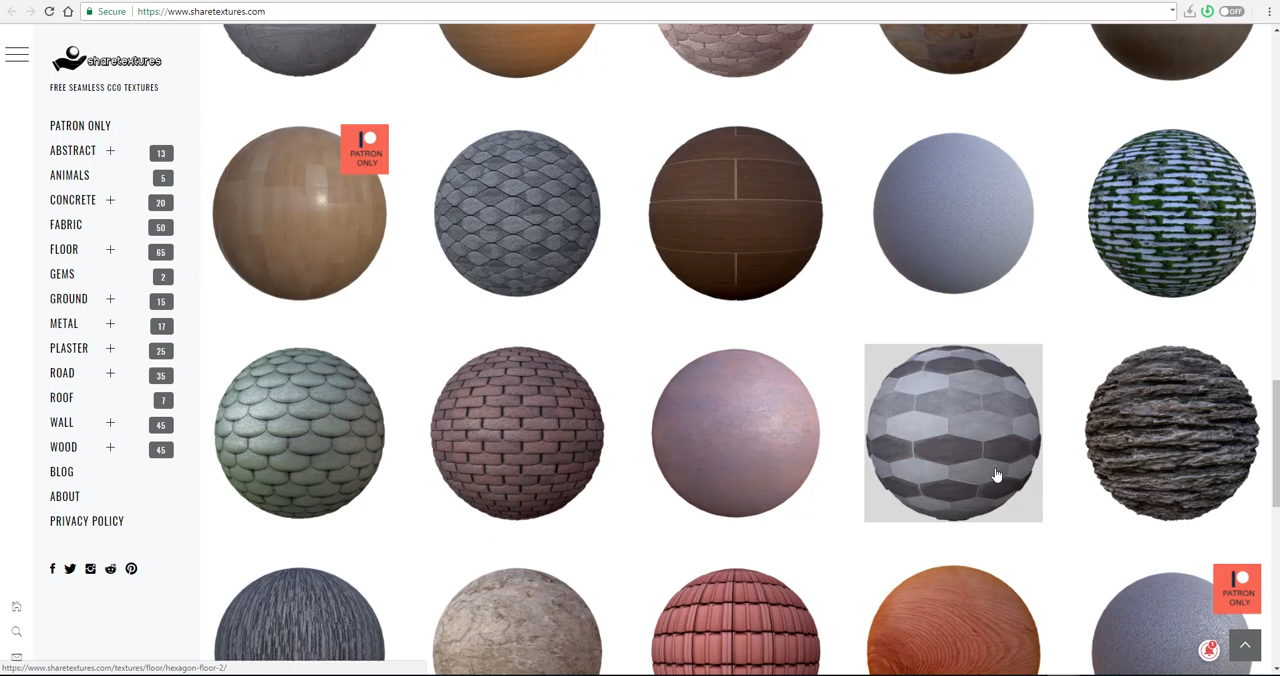 Secure
https://www.sharetextures.com
OFF
sharetextures
FREE SEAMLESS CC0 TEXTURES
PATRON ONLY
ABSTRACT + 13
ANIMALS 5
CONCRETE + 20
FABRIC 50
FLOOR + 65
GEMS 2
GROUND + 15
METAL + 17
PLASTER + 25
ROAD + 35
ROOF 7
WALL + 45
WOOD + 45
BLOG
ABOUT
PRIVACY POLICY
PATRON
ONLY
PATRON
ONLY
https://www.sharetextures.com/textures/floor/hexagon-floor-2/